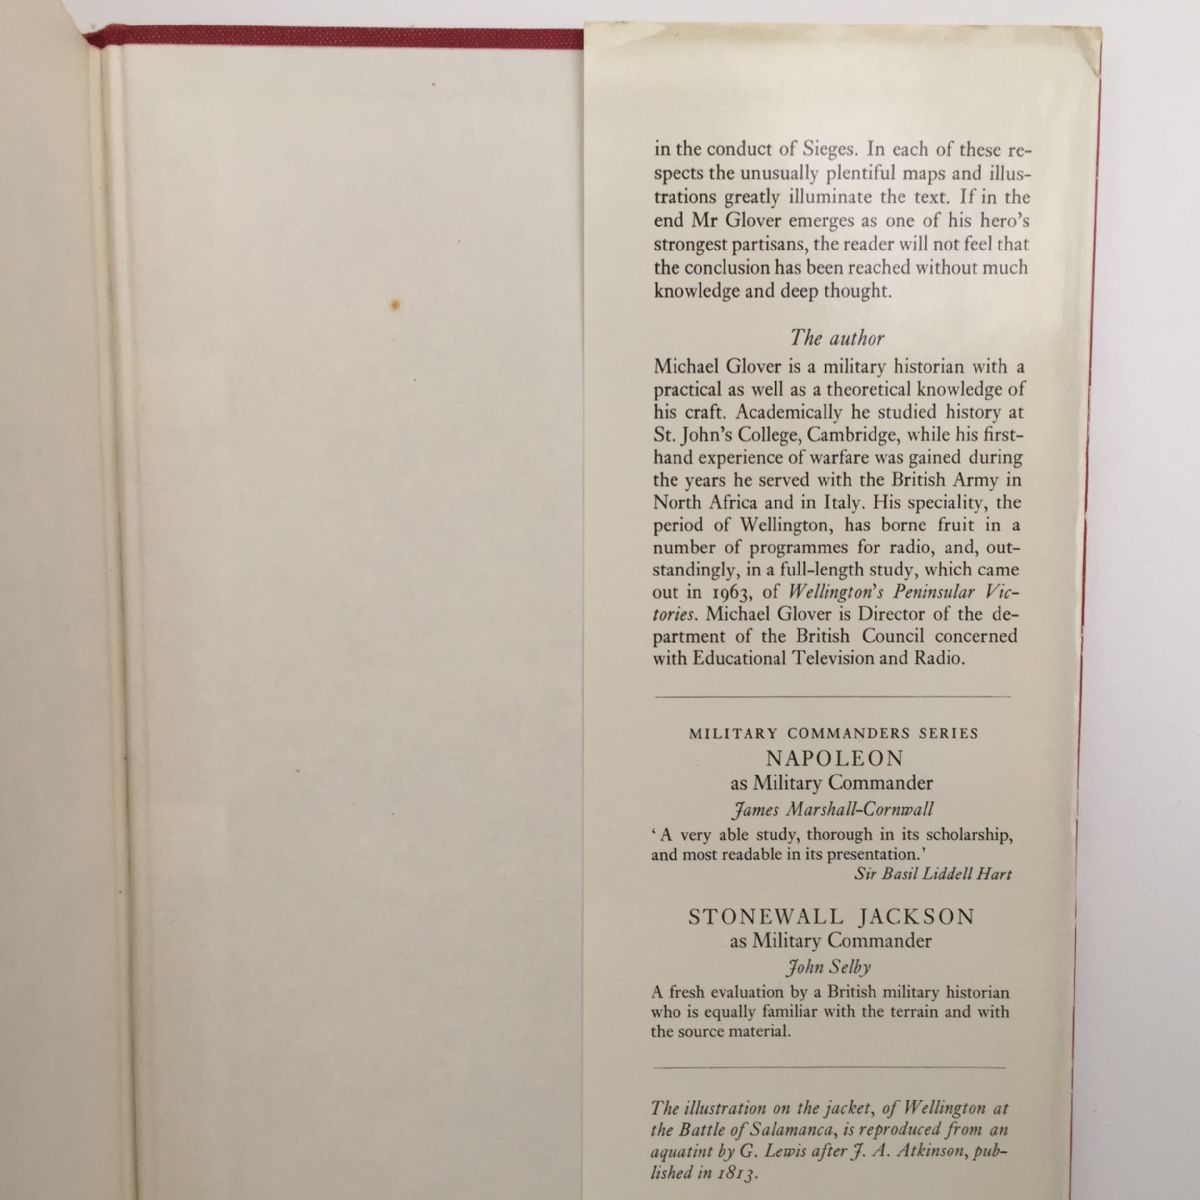 in the conduct of Sieges. In each of these re-
spects the unusually plentiful maps and illus-
trations greatly illuminate the text. If in the
end Mr Glover emerges as one of his hero's
strongest partisans, the reader will not feel that
the conclusion has been reached without much
knowledge and deep thought.
The author
Michael Glover is a military historian with a
practical as well as a theoretical knowledge of
his craft. Academically he studied history at
St. John's College, Cambridge, while his first-
hand experience of warfare was gained during
the years he served with the British Army in
North Africa and in Italy. His speciality, the
period of Wellington, has borne fruit in a
number of programmes for radio, and, out-
standingly, in a full-length study, which came
out in 1963, of Wellington's Peninsular Vic-
tories. Michael Glover is Director of the de-
partment of the British Council concerned
with Educational Television and Radio.
MILITARY COMMANDERS SERIES
NAPOLEON
as Military Commander
James Marshall-Cornwall
'A very able study, thorough in its scholarship,
and most readable in its presentation.'
Sir Basil Liddell Hart
STONEWALL JACKSON
as Military Commander
John Selby
A fresh evaluation by a British military historian
who is equally familiar with the terrain and with
the source material.
The illustration on the jacket, of Wellington at
the Battle of Salamanca, is reproduced from an
aquatint by G. Lewis after J. A. Atkinson, pub-
lished in 1813.